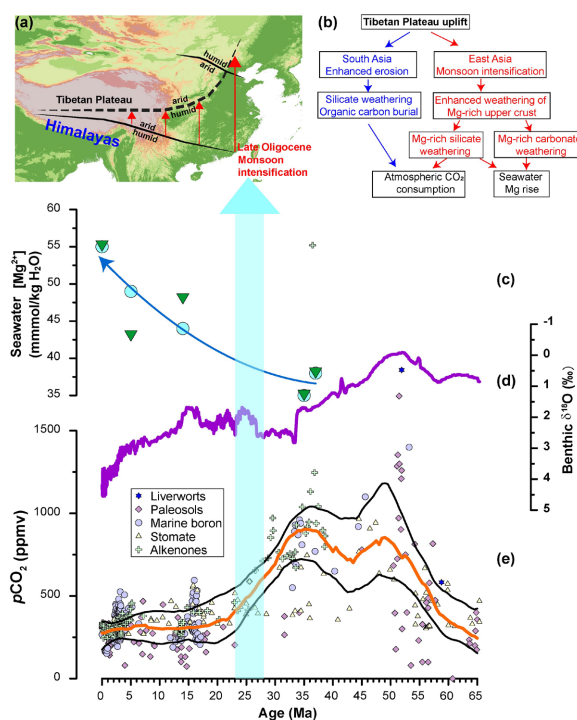 (a)
humid
arid
Tibetan Plateau
arid
humid
Himalayas
arid
humid
Late Oligocene
Monsoon
intensification
(b)
Tibetan Plateau uplift
South Asia
Enhanced erosion
East Asia
Monsoon intensification
Silicate weathering
Organic carbon burial
Enhanced weathering of
Mg-rich upper crust
Mg-rich silicate
weathering
Mg-rich carbonate
weathering
Atmospheric CO₂
consumption
Seawater
Mg rise
(c)
Seawater [Mg²⁺]
(mmmol/kg H₂O)
60
55
50
45
40
35
(d)
Benthic δ¹⁸O (‰)
-1
-0
1
2
3
4
5
(e)
pCO₂ (ppmv)
1500
1000
750
500
250
0
Liverworts
Paleosols
Marine boron
Stomate
Alkenones
0 5 10 15 20 25 30 35 40 45 50 55 60 65
Age (Ma)